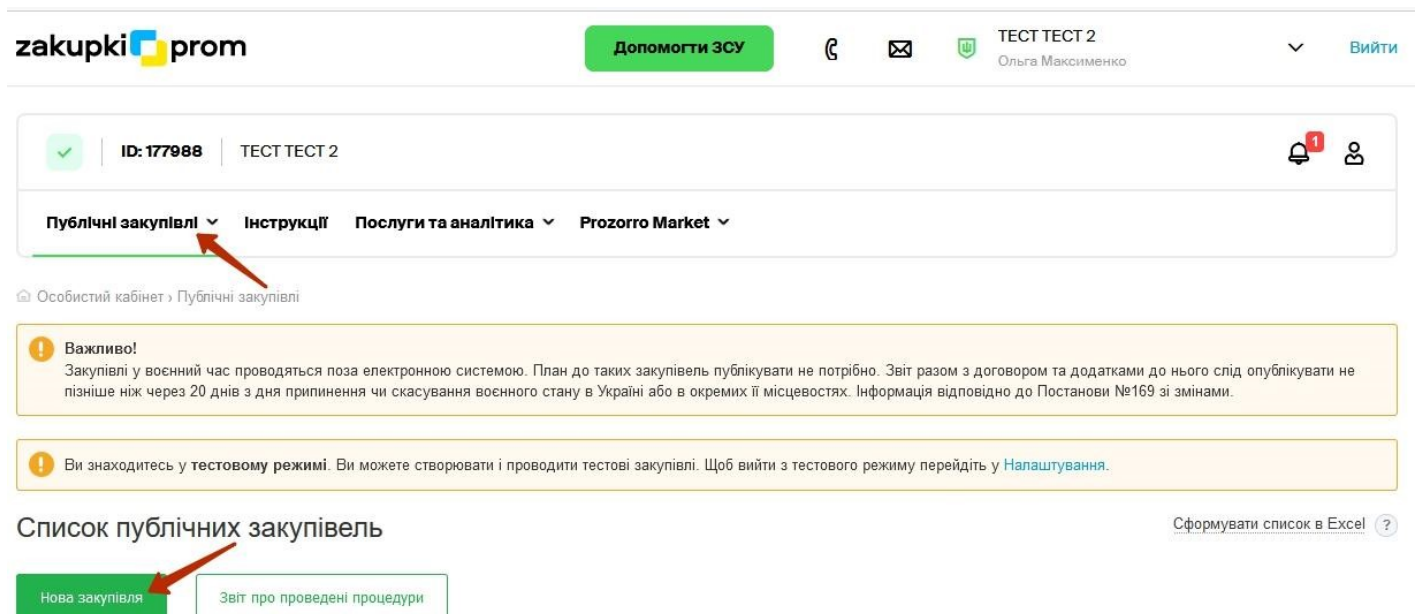 zakupki prom
Допомогти ЗСУ
ТЕСТ ТЕСТ 2
Ольга Максименко
Вийти
ID: 177988
ТЕСТ ТЕСТ 2
1
Публічні закупівлі
Інструкції
Послуги та аналітика
Prozorro Market
Особистий кабінет › Публічні закупівлі
Важливо!
Закупівлі у воєнний час проводяться поза електронною системою. План до таких закупівель публікувати не потрібно. Звіт разом з договором та додатками до нього слід опублікувати не
пізніше ніж через 20 днів з дня припинення чи скасування воєнного стану в Україні або в окремих її місцевостях. Інформація відповідно до Постанови №169 зі змінами.
Ви знаходитесь у тестовому режимі. Ви можете створювати і проводити тестові закупівлі. Щоб вийти з тестового режиму перейдіть у Налаштування.
Список публічних закупівель
Сформувати список в Excel ?
Нова закупівля
Звіт про проведені процедури